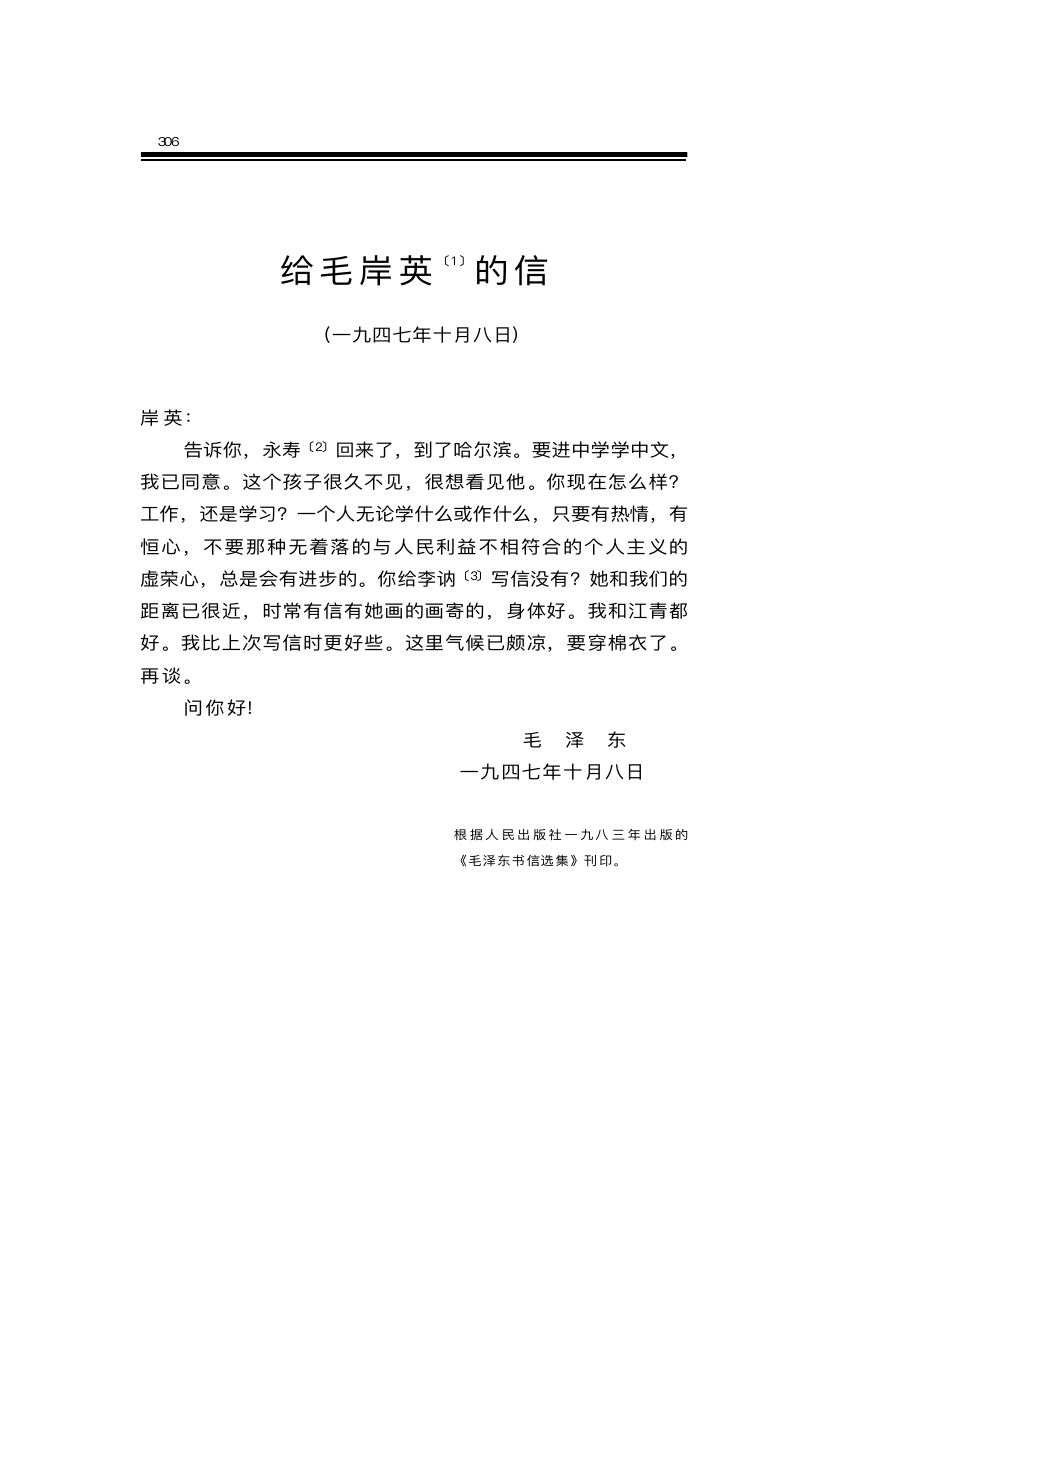 306
给毛岸英〔1〕的信
(一九四七年十月八日)
岸英：
告诉你，永寿〔2〕回来了，到了哈尔滨。要进中学学中文，
我已同意。这个孩子很久不见，很想看见他。你现在怎么样？
工作，还是学习？一个人无论学什么或作什么，只要有热情，有
恒心，不要那种无着落的与人民利益不相符合的个人主义的
虚荣心，总是会有进步的。你给李讷〔3〕写信没有？她和我们的
距离已很近，时常有信有她画的画寄的，身体好。我和江青都
好。我比上次写信时更好些。这里气候已颇凉，要穿棉衣了。
再谈。
问你好！
毛 泽 东
一九四七年十月八日
根据人民出版社一九八三年出版的
《毛泽东书信选集》刊印。